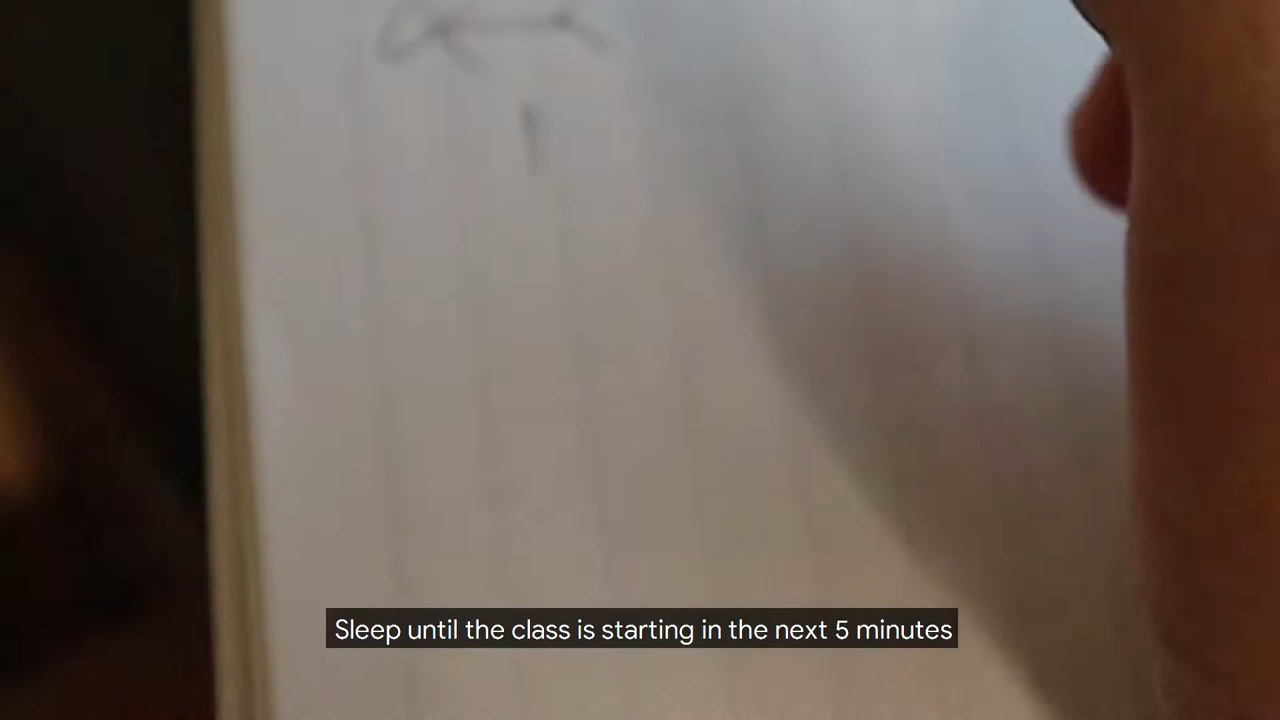 Sleep until the class is starting in the next 5 minutes